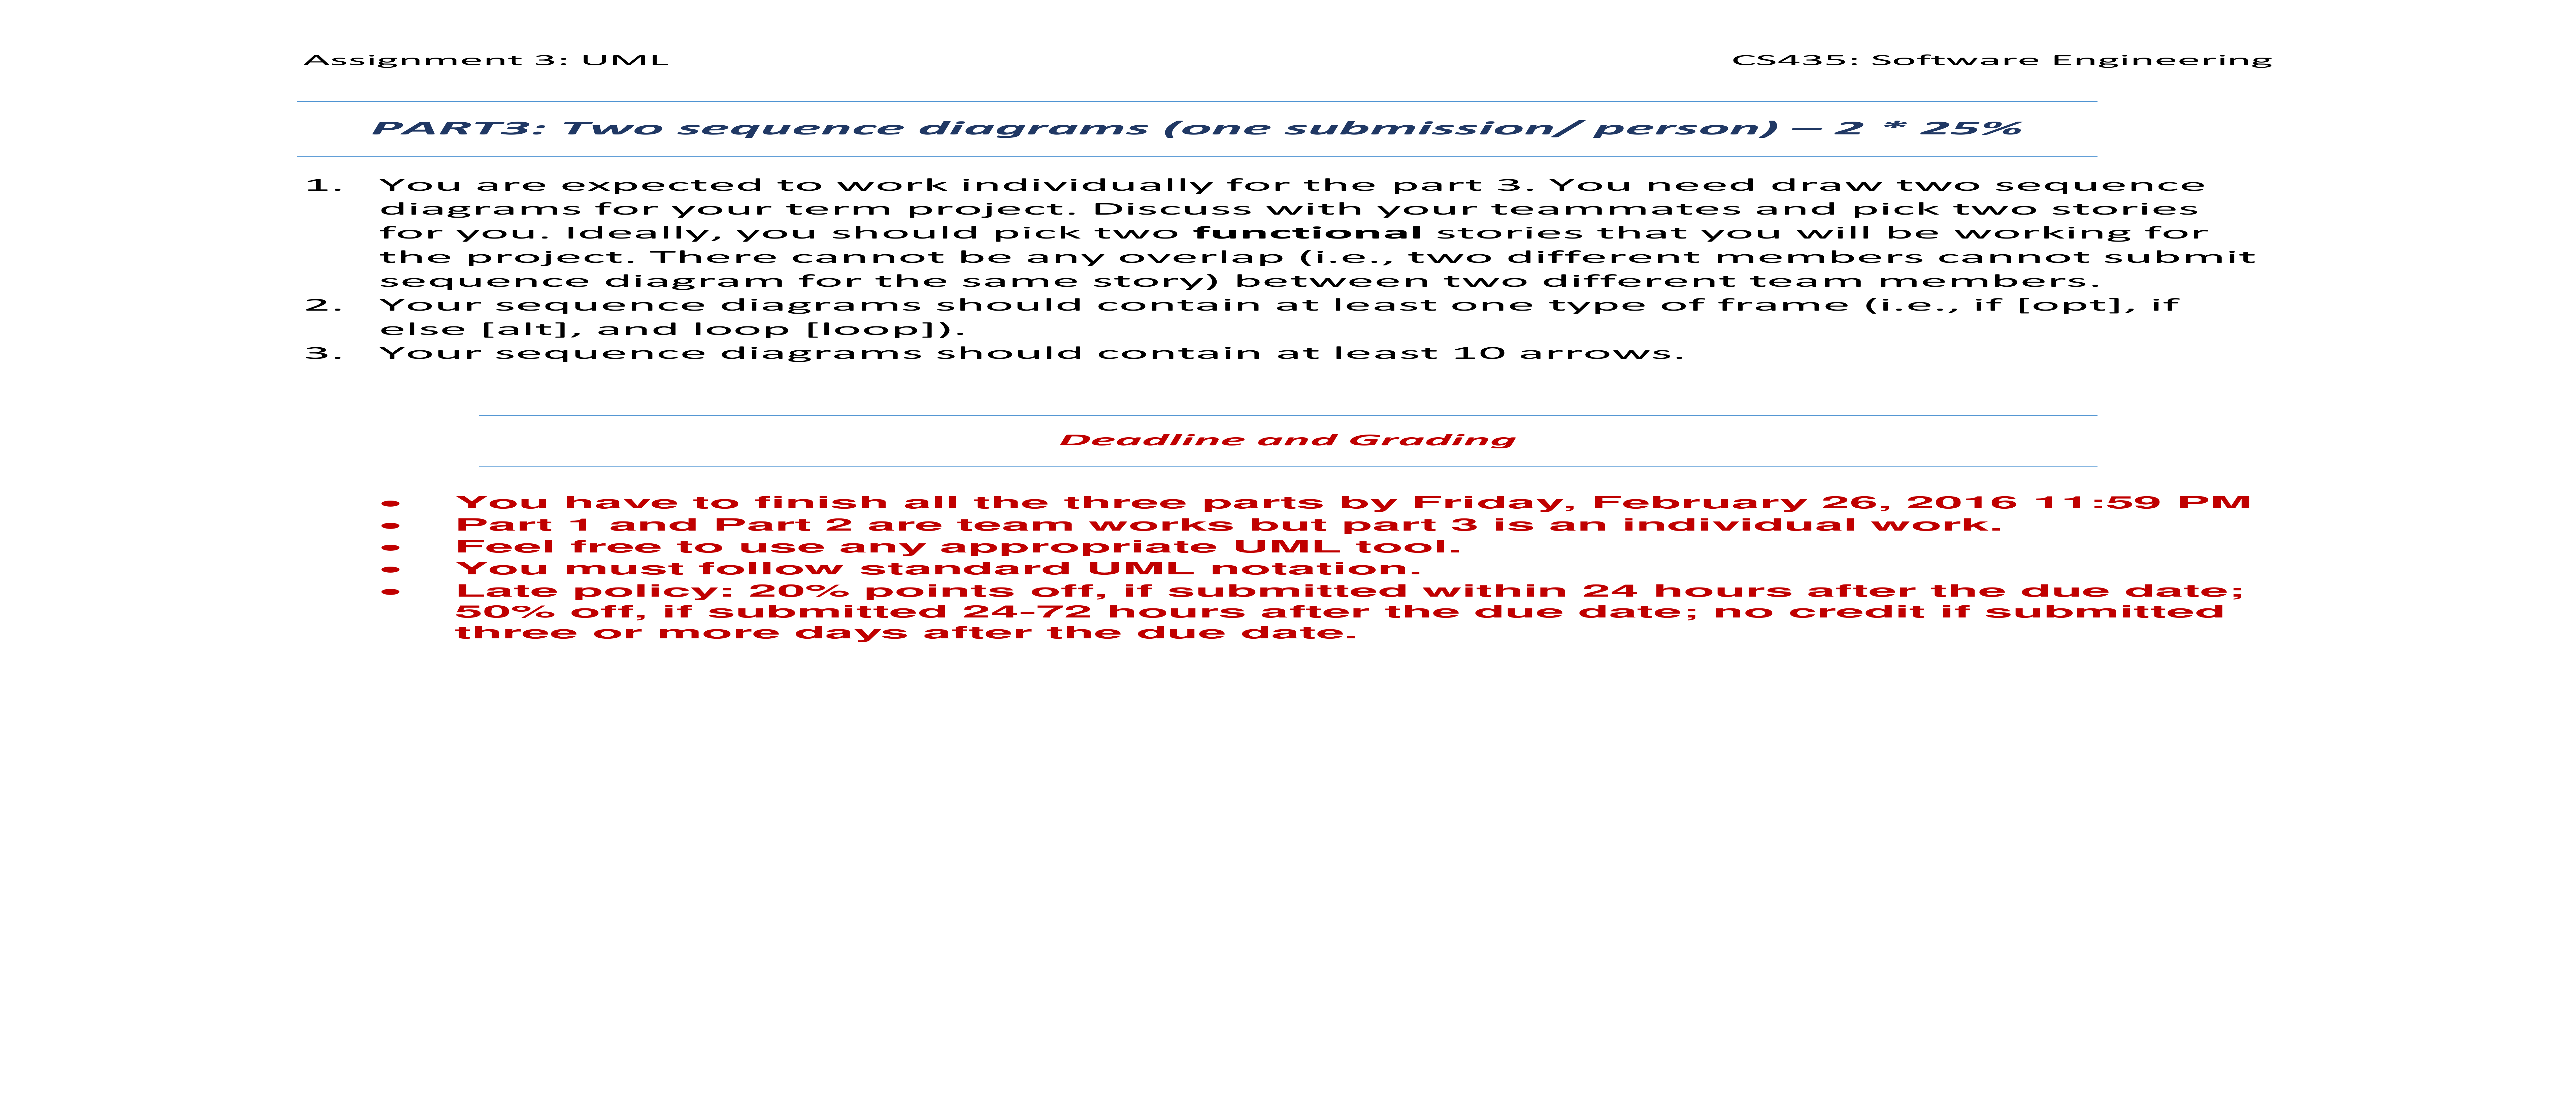 Assignment 3: UML CS435: Software Engineering
PART3: Two sequence diagrams (one submission/ person) – 2 * 25%
1. You are expected to work individually for the part 3. You need draw two sequence
diagrams for your term project. Discuss with your teammates and pick two stories
for you. Ideally, you should pick two functional stories that you will be working for
the project. There cannot be any overlap (i.e., two different members cannot submit
sequence diagram for the same story) between two different team members.
2. Your sequence diagrams should contain at least one type of frame (i.e., if [opt], if
else [alt], and loop [loop]).
3. Your sequence diagrams should contain at least 10 arrows.
Deadline and Grading
• You have to finish all the three parts by Friday, February 26, 2016 11:59 PM
• Part 1 and Part 2 are team works but part 3 is an individual work.
• Feel free to use any appropriate UML tool.
• You must follow standard UML notation.
• Late policy: 20% points off, if submitted within 24 hours after the due date;
50% off, if submitted 24-72 hours after the due date; no credit if submitted
three or more days after the due date.